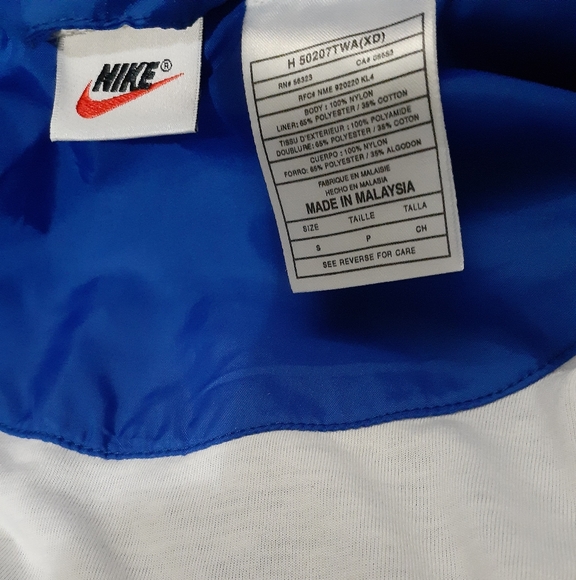 NIKE®
H 50207TWA(XD)
RN# 56323 CA# 05553
RFC# NME 920220 KL4
BODY : 100% NYLON
LINER: 65% POLYESTER / 35% COTTON
TISSU D'EXTERIEUR : 100% POLYAMIDE
DOUBLURE: 65% POLYESTER / 35% COTON
CUERPO : 100% NYLON
FORRO: 65% POLYESTER / 35% ALGODON
FABRIQUE EN MALAISIE
HECHO EN MALASIA
MADE IN MALAYSIA
SIZE TAILLE TALLA
S P CH
SEE REVERSE FOR CARE